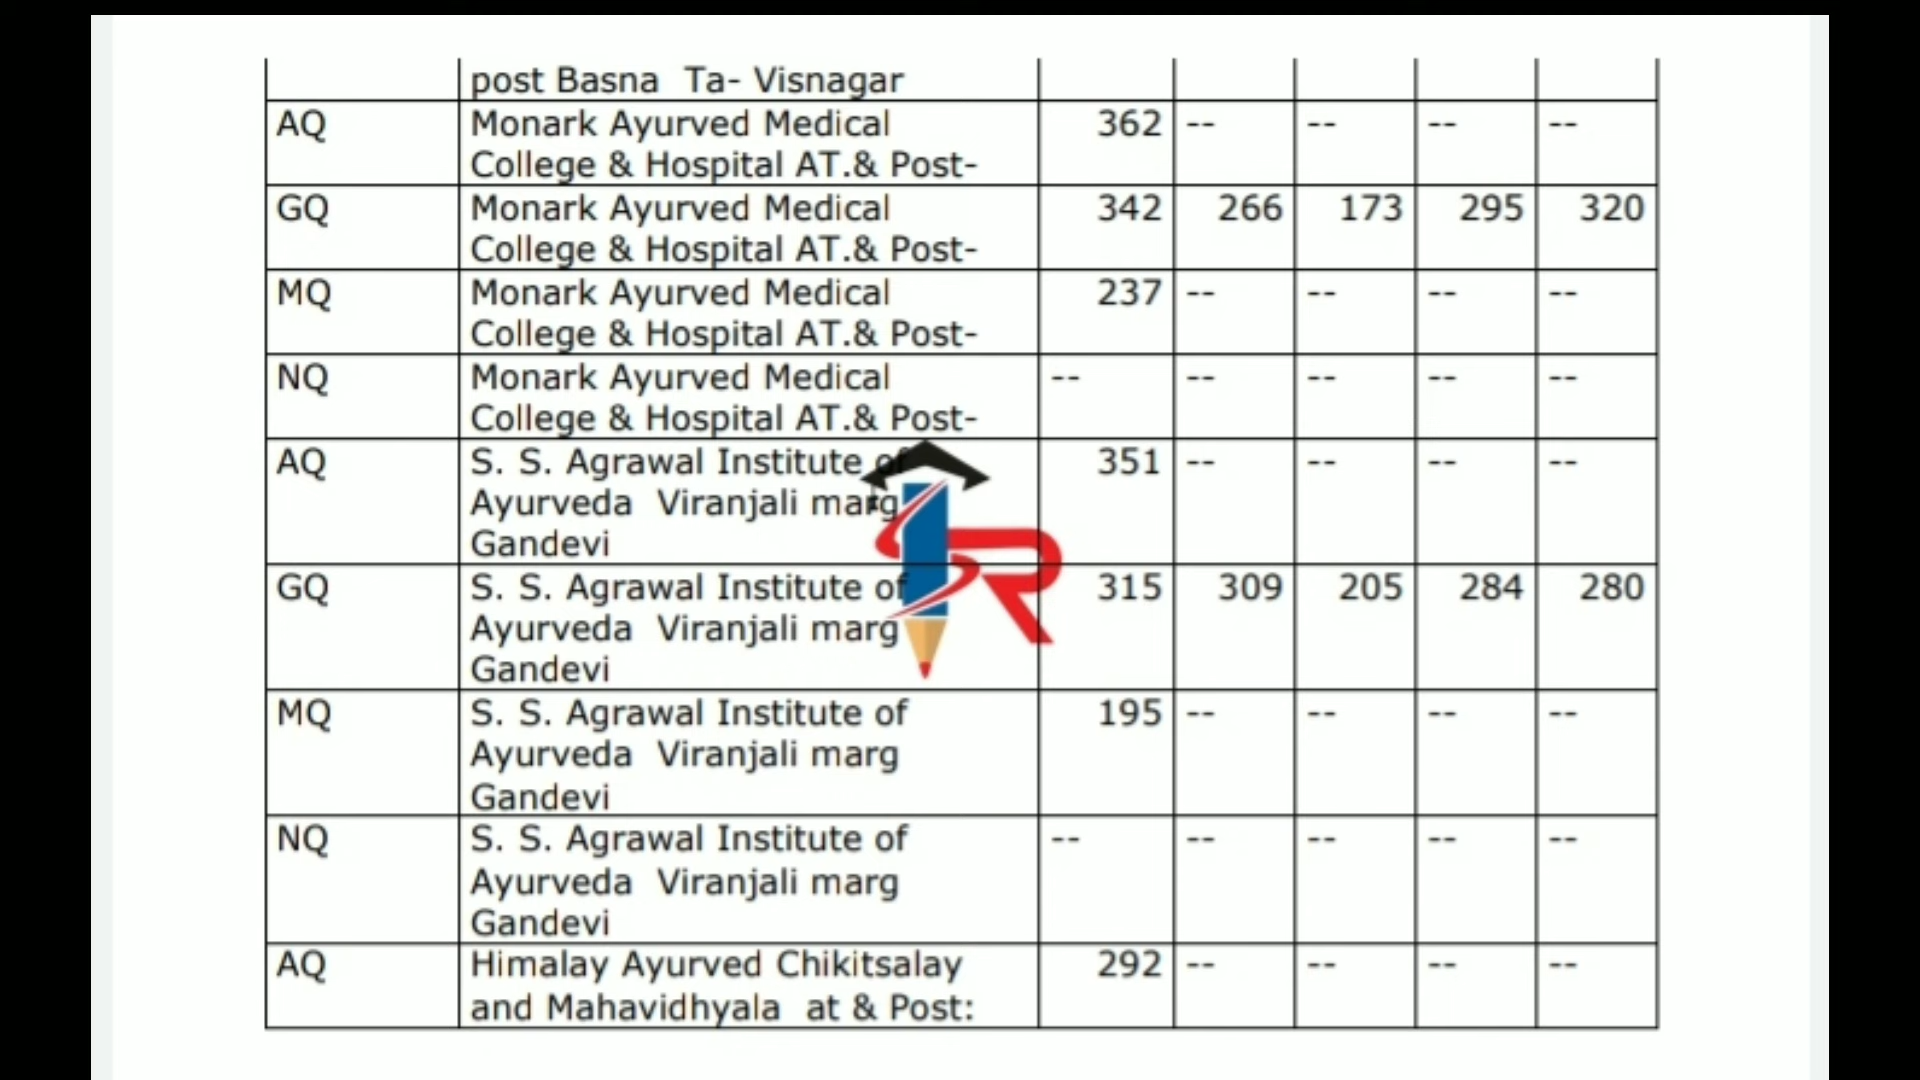 post Basna  Ta- Visnagar
AQ Monark Ayurved Medical 362 -- -- -- --
College & Hospital AT.& Post-
GQ Monark Ayurved Medical 342 266 173 295 320
College & Hospital AT.& Post-
MQ Monark Ayurved Medical 237 -- -- -- --
College & Hospital AT.& Post-
NQ Monark Ayurved Medical -- -- -- -- --
College & Hospital AT.& Post-
AQ S. S. Agrawal Institute of 351 -- -- -- --
Ayurveda  Viranjali marg
Gandevi
GQ S. S. Agrawal Institute of 315 309 205 284 280
Ayurveda  Viranjali marg
Gandevi
MQ S. S. Agrawal Institute of 195 -- -- -- --
Ayurveda  Viranjali marg
Gandevi
NQ S. S. Agrawal Institute of -- -- -- -- --
Ayurveda  Viranjali marg
Gandevi
AQ Himalay Ayurved Chikitsalay 292 -- -- -- --
and Mahavidhyala  at & Post:
R